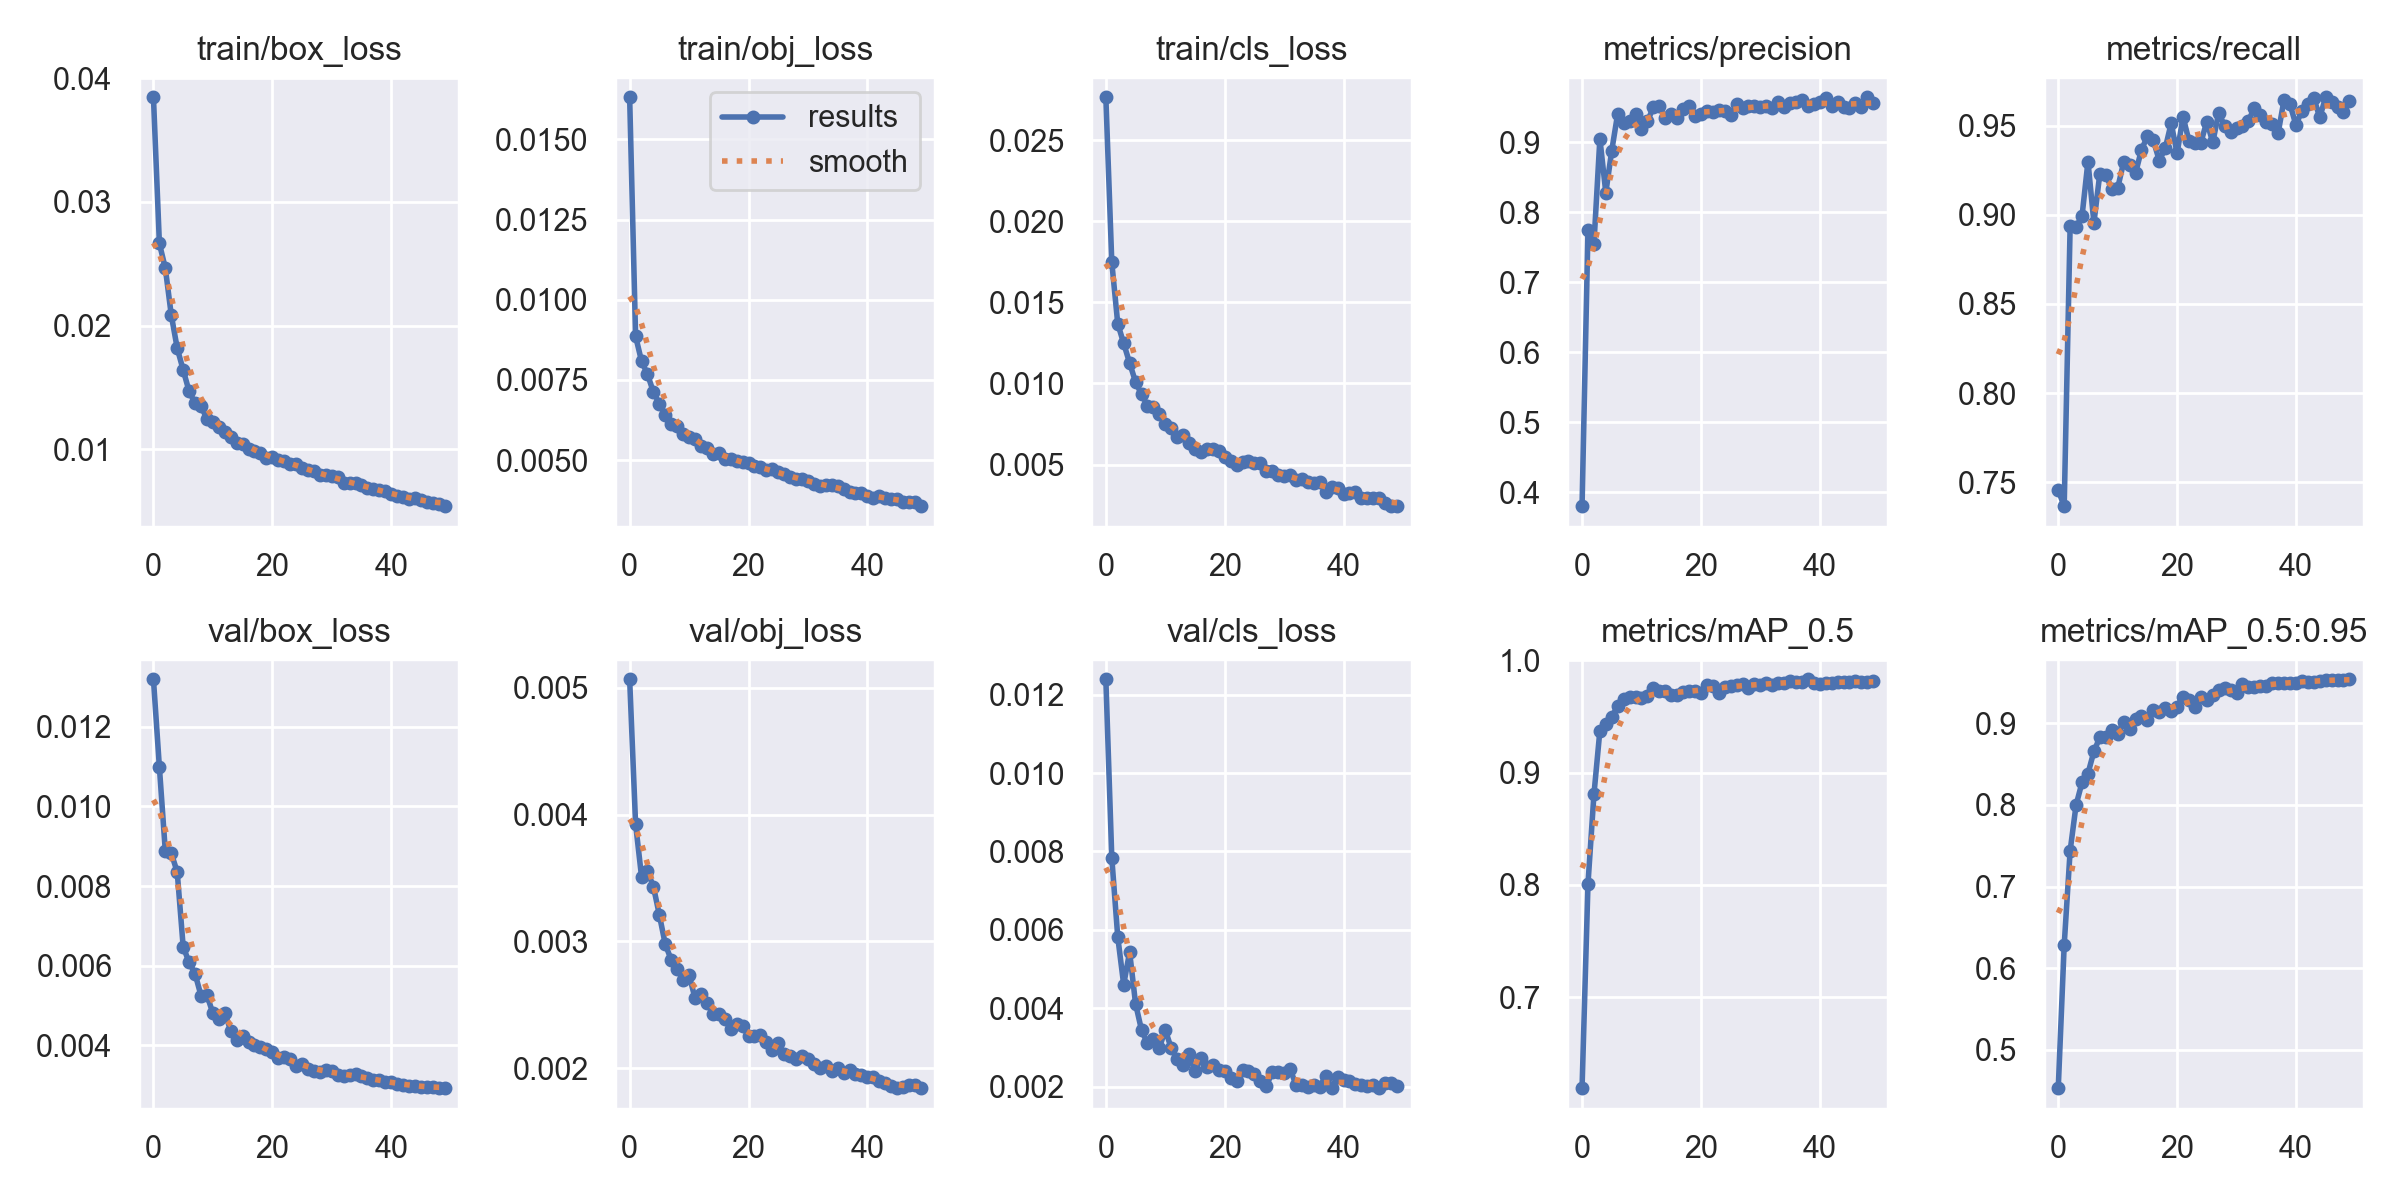 train/box_loss
0.04
0.03
0.02
0.01
0 20 40
train/obj_loss
results
smooth
0.0150
0.0125
0.0100
0.0075
0.0050
0 20 40
train/cls_loss
0.025
0.020
0.015
0.010
0.005
0 20 40
metrics/precision
0.9
0.8
0.7
0.6
0.5
0.4
0 20 40
metrics/recall
0.95
0.90
0.85
0.80
0.75
0 20 40
val/box_loss
0.012
0.010
0.008
0.006
0.004
0 20 40
val/obj_loss
0.005
0.004
0.003
0.002
0 20 40
val/cls_loss
0.012
0.010
0.008
0.006
0.004
0.002
0 20 40
metrics/mAP_0.5
1.0
0.9
0.8
0.7
0 20 40
metrics/mAP_0.5:0.95
0.9
0.8
0.7
0.6
0.5
0 20 40